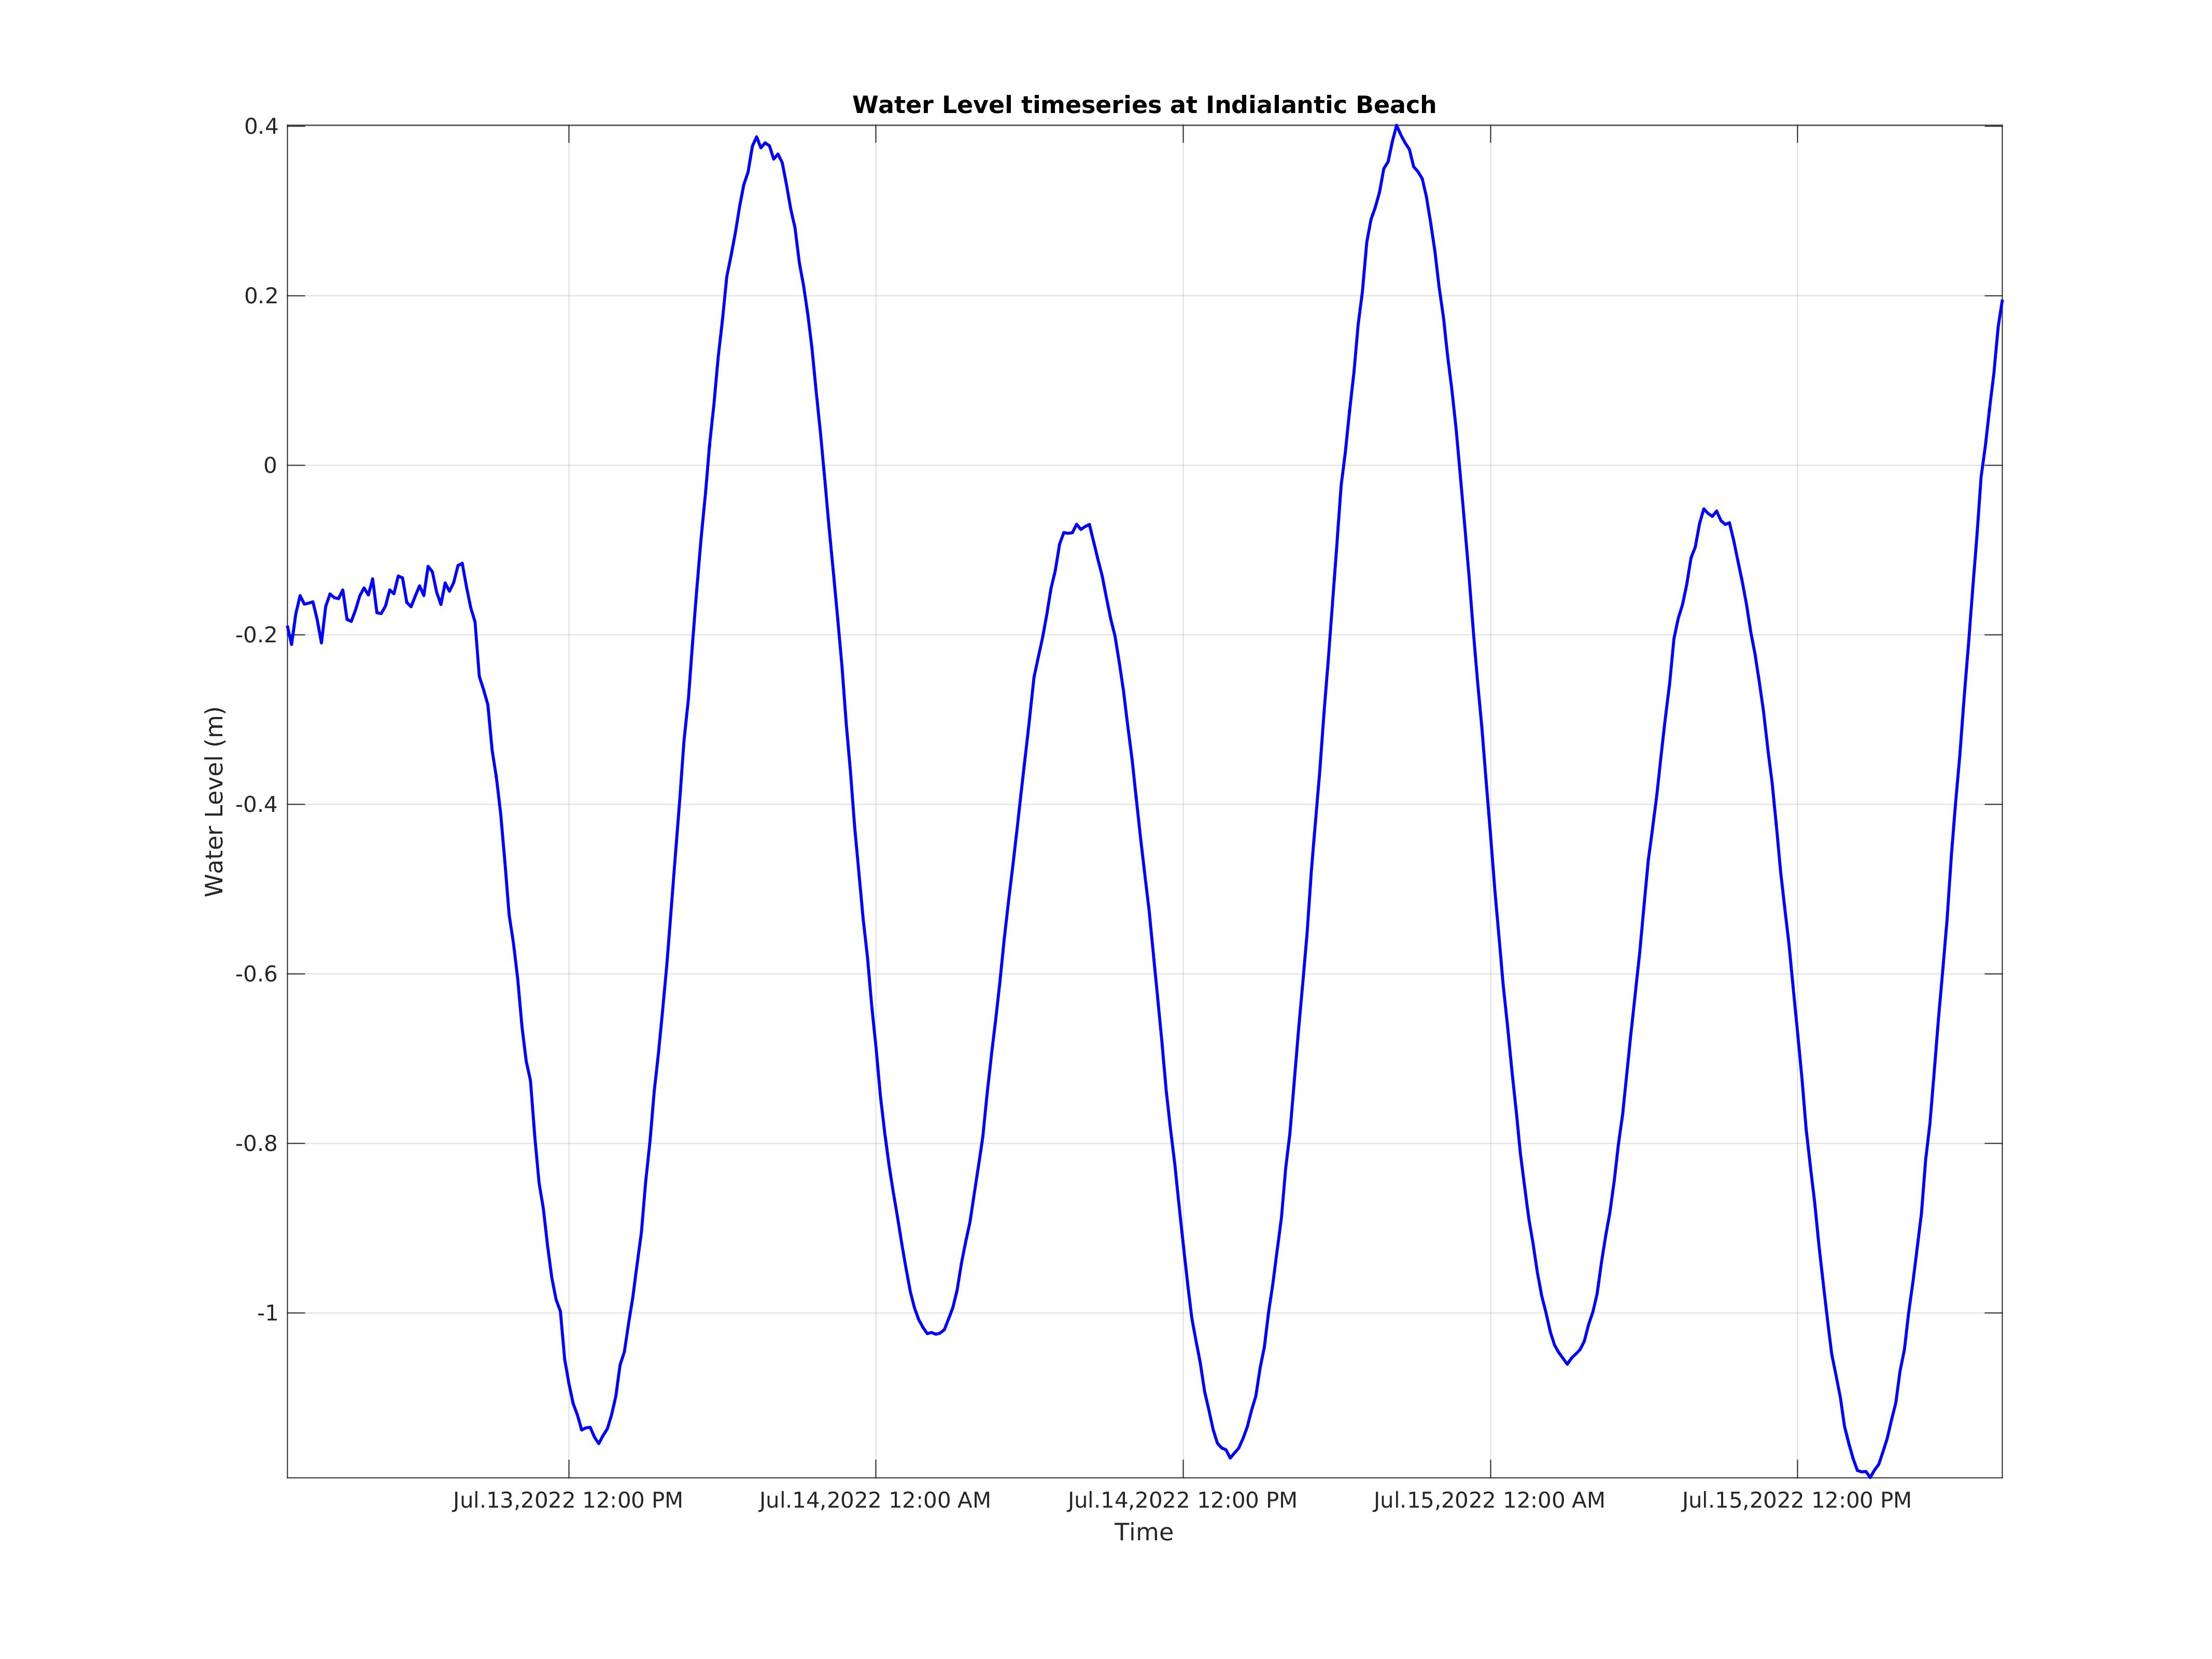 Water Level timeseries at Indialantic Beach
0.4
0.2
0
-0.2
-0.4
-0.6
-0.8
-1
Water Level (m)
Jul.13,2022 12:00 PM
Jul.14,2022 12:00 AM
Jul.14,2022 12:00 PM
Jul.15,2022 12:00 AM
Jul.15,2022 12:00 PM
Time